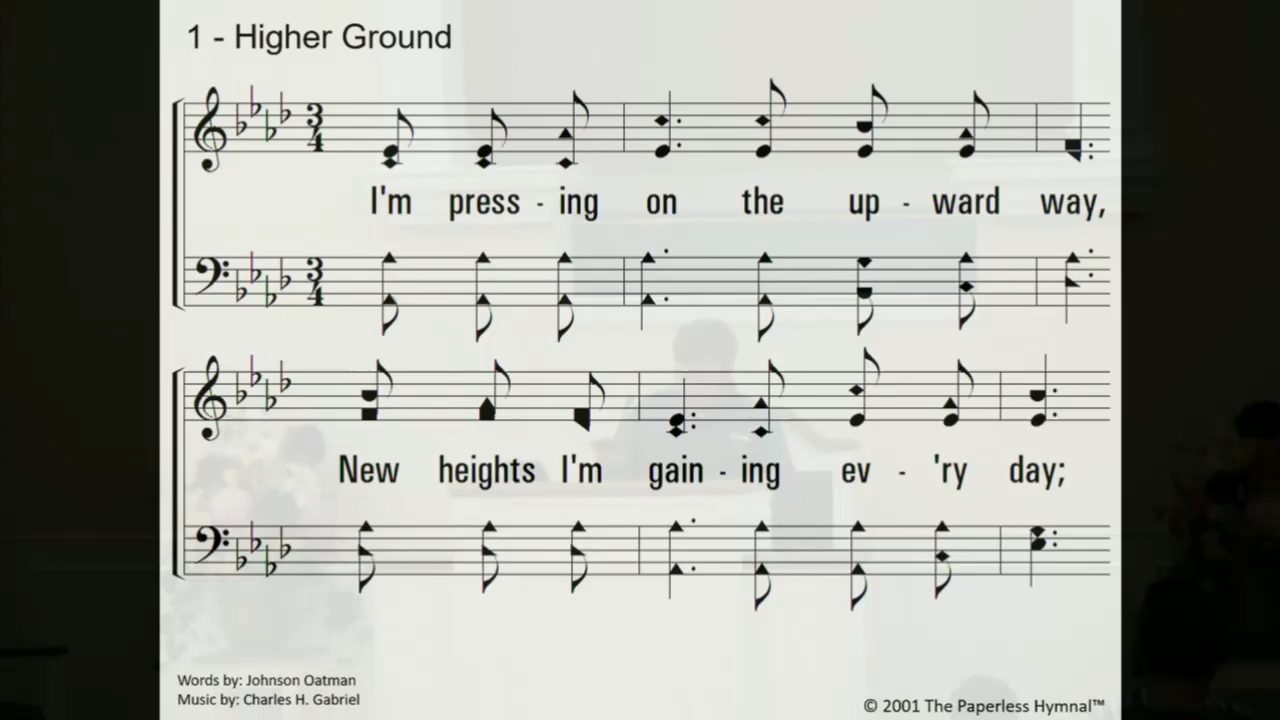 1 - Higher Ground
3
4
I'm press - ing on the up - ward way,
3
4
New heights I'm gain - ing ev - 'ry day;
Words by: Johnson Oatman
Music by: Charles H. Gabriel
© 2001 The Paperless Hymnal™